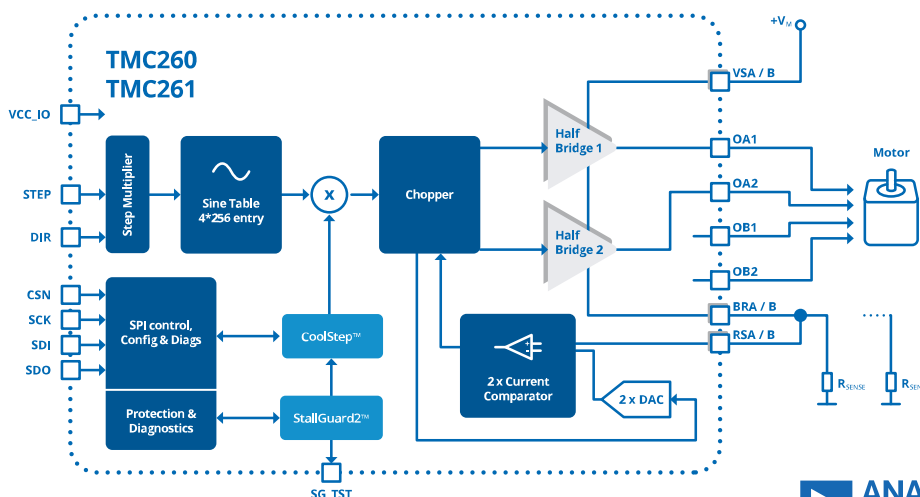 TMC260
TMC261
+VM
VSA / B
VCC_IO
STEP
DIR
CSN
SCK
SDI
SDO
Step Multiplier
Sine Table
4*256 entry
x
Chopper
Half
Bridge 1
Half
Bridge 2
OA1
OA2
OB1
OB2
Motor
BRA / B
RSA / B
SPI control,
Config & Diags
Protection &
Diagnostics
CoolStep™
StallGuard2™
2 x Current
Comparator
2 x DAC
RSENSE
RSEN
SG_TST
ANA